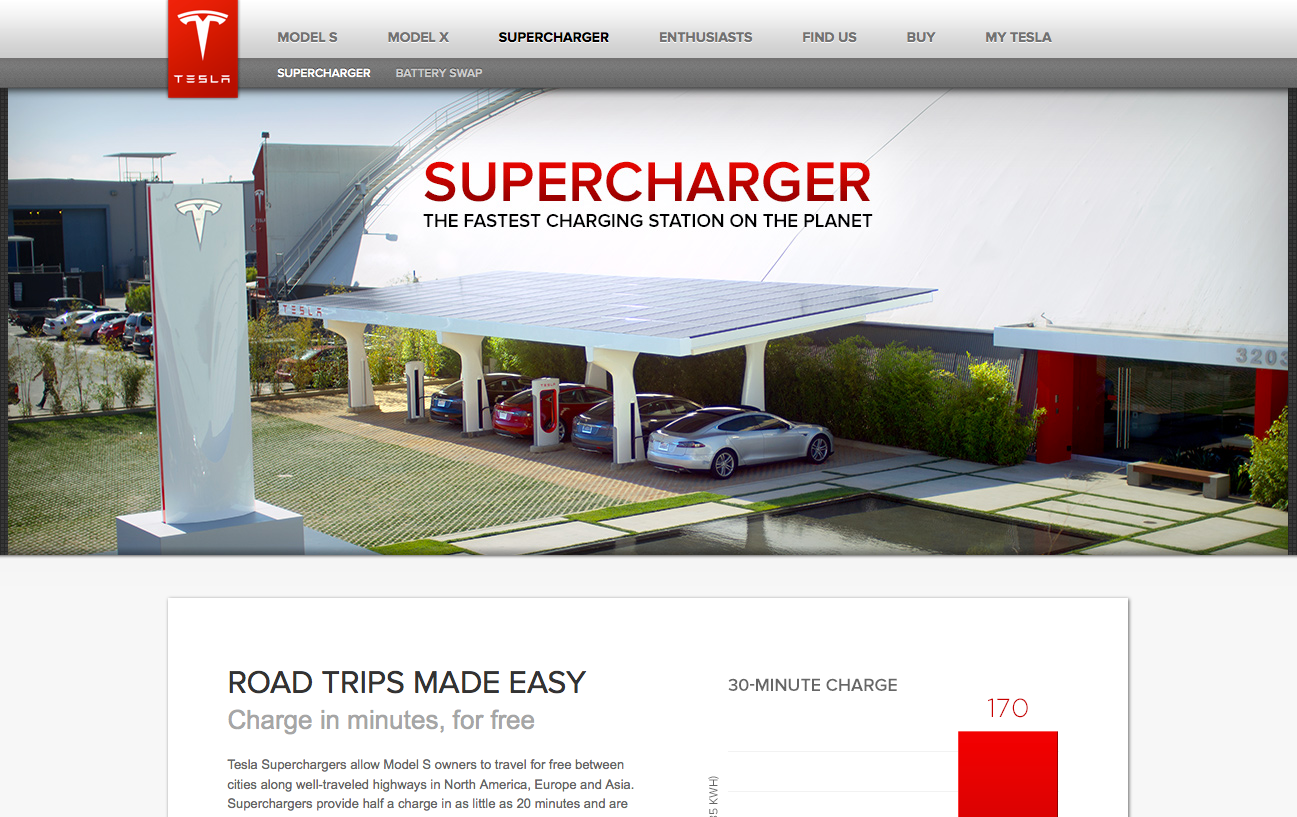 TESLA
MODEL S
MODEL X
SUPERCHARGER
ENTHUSIASTS
FIND US
BUY
MY TESLA
SUPERCHARGER
BATTERY SWAP
SUPERCHARGER
THE FASTEST CHARGING STATION ON THE PLANET
TESLA
TESLA
3203
ROAD TRIPS MADE EASY
Charge in minutes, for free
Tesla Superchargers allow Model S owners to travel for free between
cities along well-traveled highways in North America, Europe and Asia.
Superchargers provide half a charge in as little as 20 minutes and are
30-MINUTE CHARGE
170
KWH)